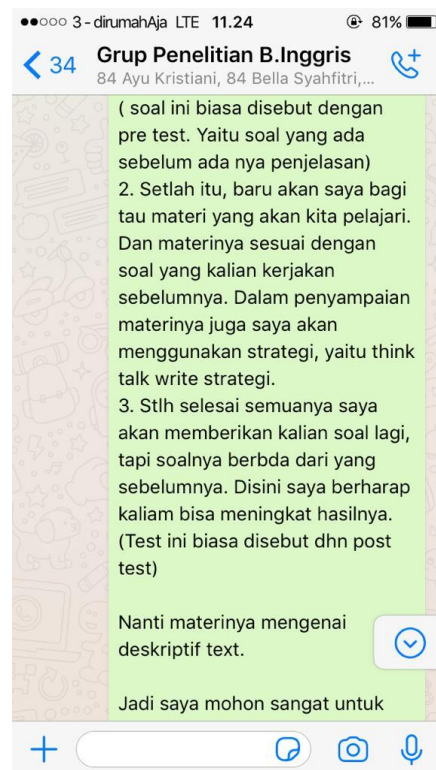 3-dirumahAja LTE 11.24 81%
34 Grup Penelitian B.Inggris
84 Ayu Kristiani, 84 Bella Syahfitri,...
( soal ini biasa disebut dengan
pre test. Yaitu soal yang ada
sebelum ada nya penjelasan)
2. Setlah itu, baru akan saya bagi
tau materi yang akan kita pelajari.
Dan materinya sesuai dengan
soal yang kalian kerjakan
sebelumnya. Dalam penyampaian
materinya juga saya akan
menggunakan strategi, yaitu think
talk write strategi.
3. Stlh selesai semuanya saya
akan memberikan kalian soal lagi,
tapi soalnya berbda dari yang
sebelumnya. Disini saya berharap
kaliam bisa meningkat hasilnya.
(Test ini biasa disebut dhn post
test)
Nanti materinya mengenai
deskriptif text.
Jadi saya mohon sangat untuk